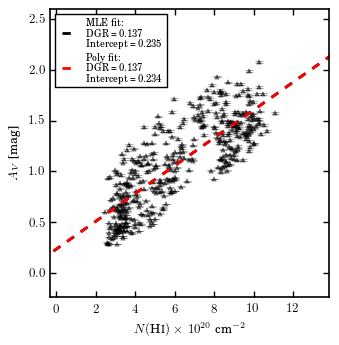 2.5
2.0
1.5
1.0
0.5
0.0
A_V [mag]
MLE fit:
DGR = 0.137
Intercept = 0.235
Poly fit:
DGR = 0.137
Intercept = 0.234
0 2 4 6 8 10 12
N(HI) × 10^20 cm^−2